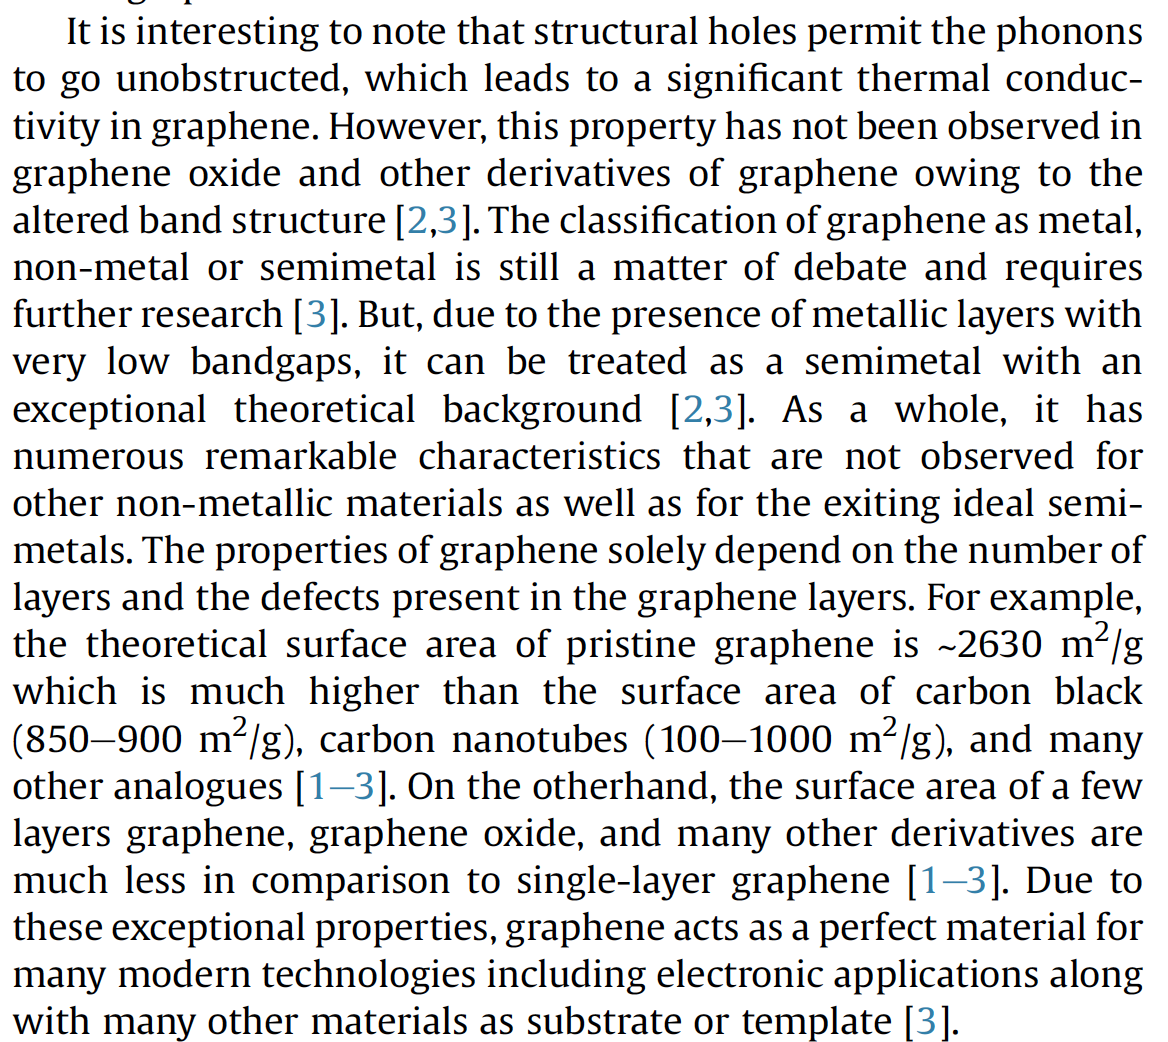 It is interesting to note that structural holes permit the phonons
to go unobstructed, which leads to a significant thermal conduc-
tivity in graphene. However, this property has not been observed in
graphene oxide and other derivatives of graphene owing to the
altered band structure [2,3]. The classification of graphene as metal,
non-metal or semimetal is still a matter of debate and requires
further research [3]. But, due to the presence of metallic layers with
very low bandgaps, it can be treated as a semimetal with an
exceptional theoretical background [2,3]. As a whole, it has
numerous remarkable characteristics that are not observed for
other non-metallic materials as well as for the exiting ideal semi-
metals. The properties of graphene solely depend on the number of
layers and the defects present in the graphene layers. For example,
the theoretical surface area of pristine graphene is ~2630 m²/g
which is much higher than the surface area of carbon black
(850–900 m²/g), carbon nanotubes (100–1000 m²/g), and many
other analogues [1–3]. On the otherhand, the surface area of a few
layers graphene, graphene oxide, and many other derivatives are
much less in comparison to single-layer graphene [1–3]. Due to
these exceptional properties, graphene acts as a perfect material for
many modern technologies including electronic applications along
with many other materials as substrate or template [3].